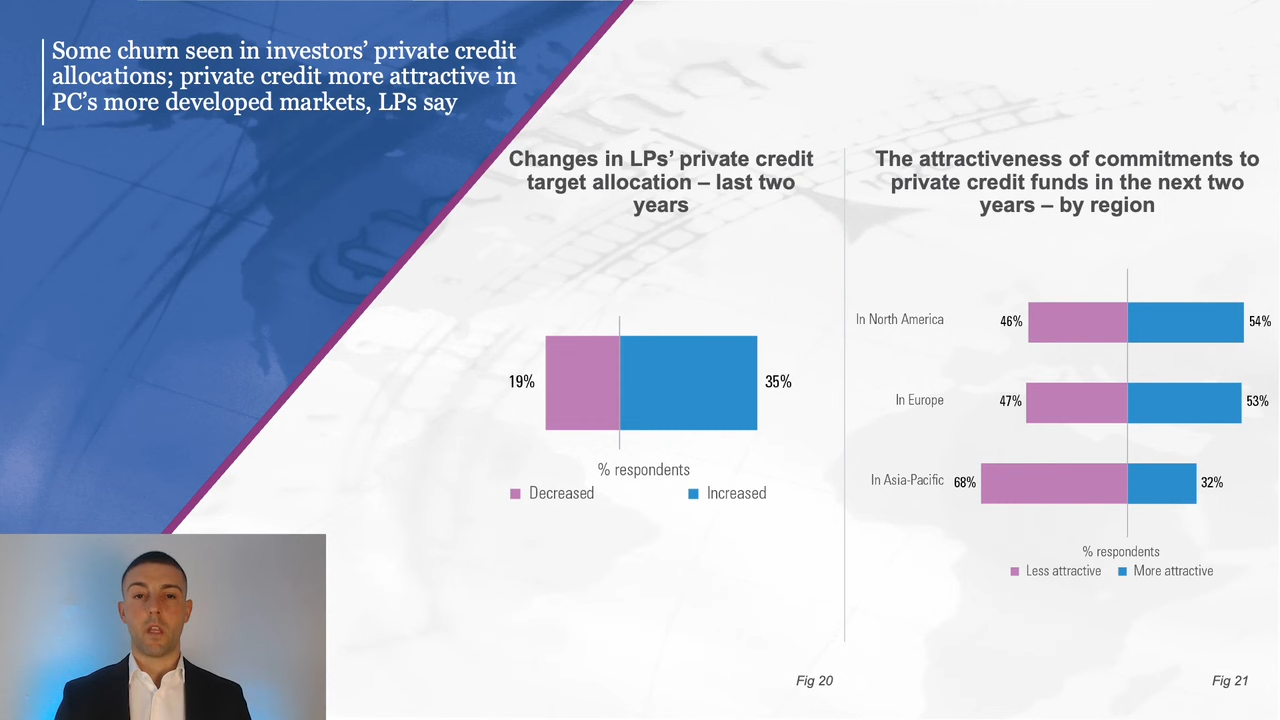 Some churn seen in investors’ private credit
allocations; private credit more attractive in
PC’s more developed markets, LPs say
Changes in LPs’ private credit
target allocation – last two
years
19%
35%
% respondents
Decreased
Increased
Fig 20
The attractiveness of commitments to
private credit funds in the next two
years – by region
In North America
46%
54%
In Europe
47%
53%
In Asia-Pacific
68%
32%
% respondents
Less attractive
More attractive
Fig 21